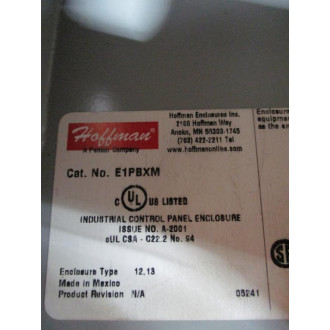 Hoffman Enclosures Inc.
2100 Hoffman Way
Anoka, MN 55303-1745
(763) 422-2211 Tel
www.hoffmanonline.com
Hoffman
A Pentair Company
Cat. No. E1PBXM
c UL US LISTED
INDUSTRIAL CONTROL PANEL ENCLOSURE
ISSUE NO. A-2001
cUL CSA - C22.2 No. 94
Enclosure Type 12,13
Made in Mexico
Product Revision N/A
05241
Enclosure
equipme